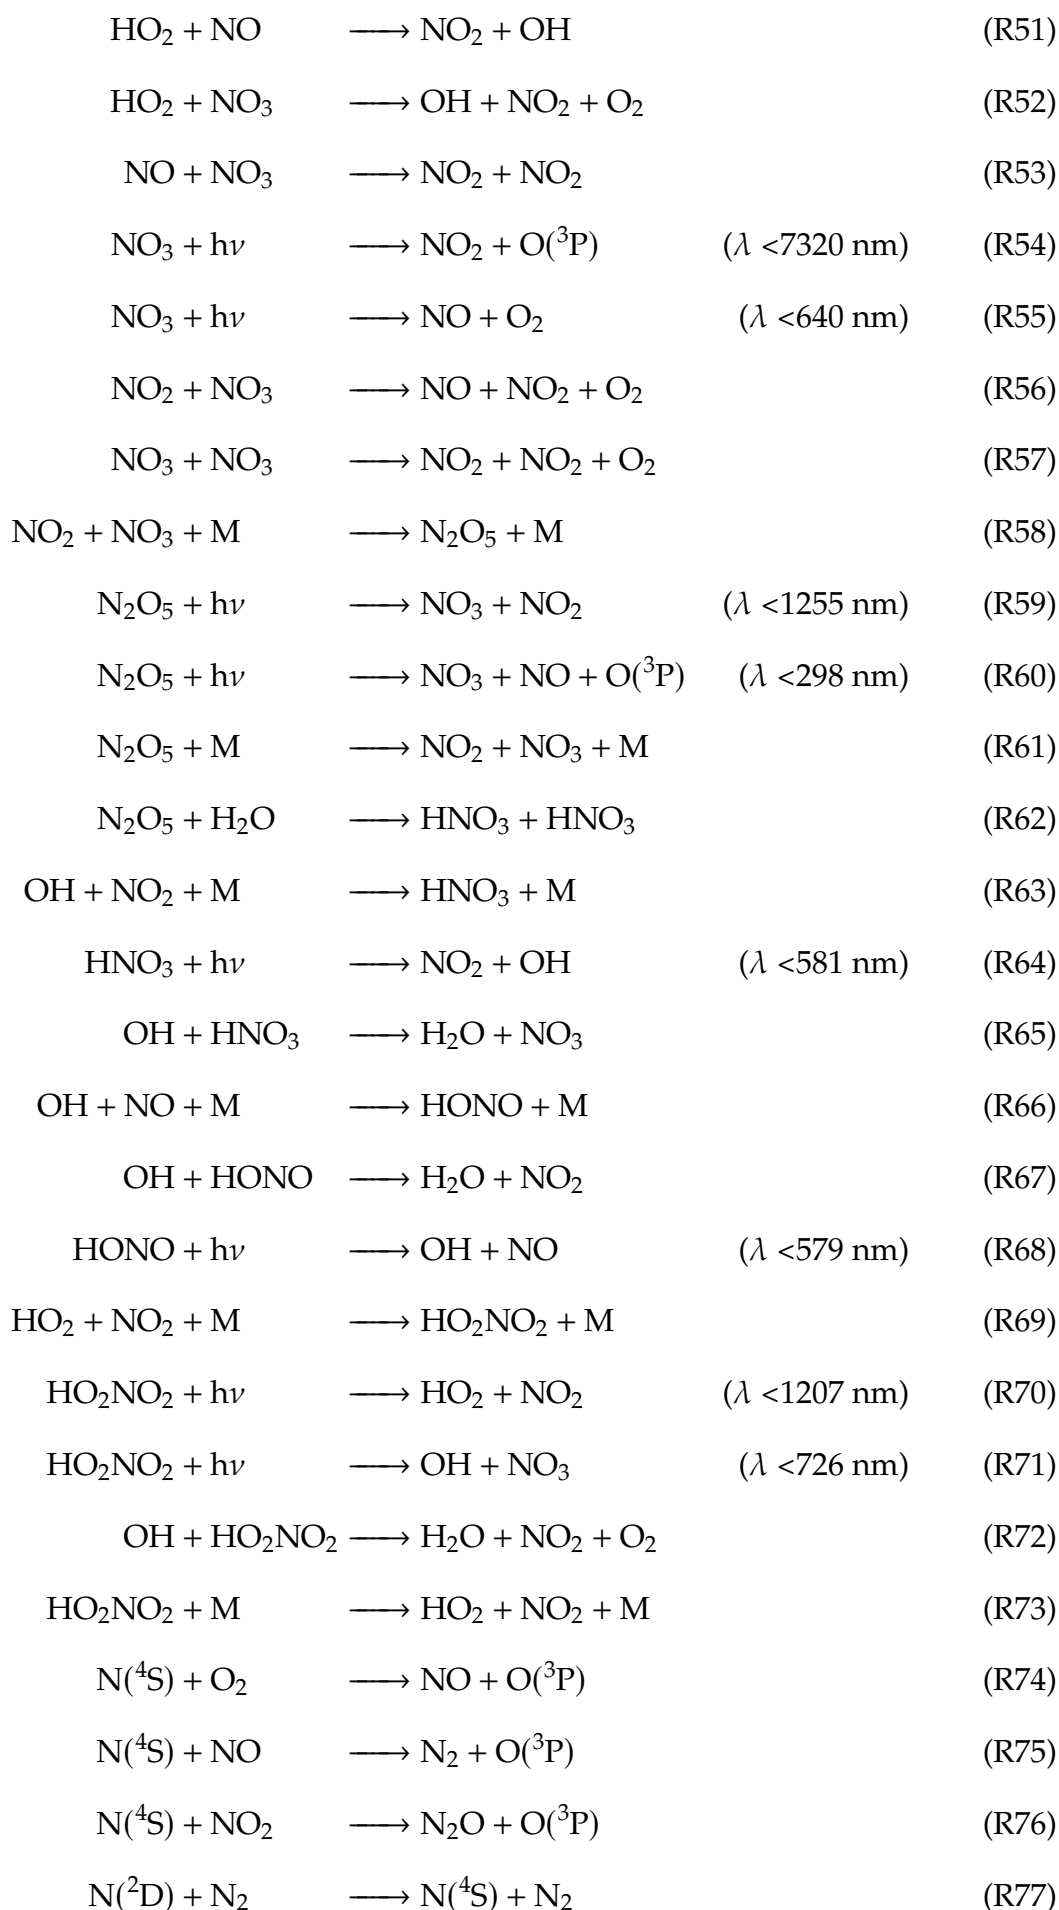 HO₂ + NO ⟶ NO₂ + OH (R51)
HO₂ + NO₃ ⟶ OH + NO₂ + O₂ (R52)
NO + NO₃ ⟶ NO₂ + NO₂ (R53)
NO₃ + hν ⟶ NO₂ + O(³P) (λ <7320 nm) (R54)
NO₃ + hν ⟶ NO + O₂ (λ <640 nm) (R55)
NO₂ + NO₃ ⟶ NO + NO₂ + O₂ (R56)
NO₃ + NO₃ ⟶ NO₂ + NO₂ + O₂ (R57)
NO₂ + NO₃ + M ⟶ N₂O₅ + M (R58)
N₂O₅ + hν ⟶ NO₃ + NO₂ (λ <1255 nm) (R59)
N₂O₅ + hν ⟶ NO₃ + NO + O(³P) (λ <298 nm) (R60)
N₂O₅ + M ⟶ NO₂ + NO₃ + M (R61)
N₂O₅ + H₂O ⟶ HNO₃ + HNO₃ (R62)
OH + NO₂ + M ⟶ HNO₃ + M (R63)
HNO₃ + hν ⟶ NO₂ + OH (λ <581 nm) (R64)
OH + HNO₃ ⟶ H₂O + NO₃ (R65)
OH + NO + M ⟶ HONO + M (R66)
OH + HONO ⟶ H₂O + NO₂ (R67)
HONO + hν ⟶ OH + NO (λ <579 nm) (R68)
HO₂ + NO₂ + M ⟶ HO₂NO₂ + M (R69)
HO₂NO₂ + hν ⟶ HO₂ + NO₂ (λ <1207 nm) (R70)
HO₂NO₂ + hν ⟶ OH + NO₃ (λ <726 nm) (R71)
OH + HO₂NO₂ ⟶ H₂O + NO₂ + O₂ (R72)
HO₂NO₂ + M ⟶ HO₂ + NO₂ + M (R73)
N(⁴S) + O₂ ⟶ NO + O(³P) (R74)
N(⁴S) + NO ⟶ N₂ + O(³P) (R75)
N(⁴S) + NO₂ ⟶ N₂O + O(³P) (R76)
N(²D) + N₂ ⟶ N(⁴S) + N₂ (R77)